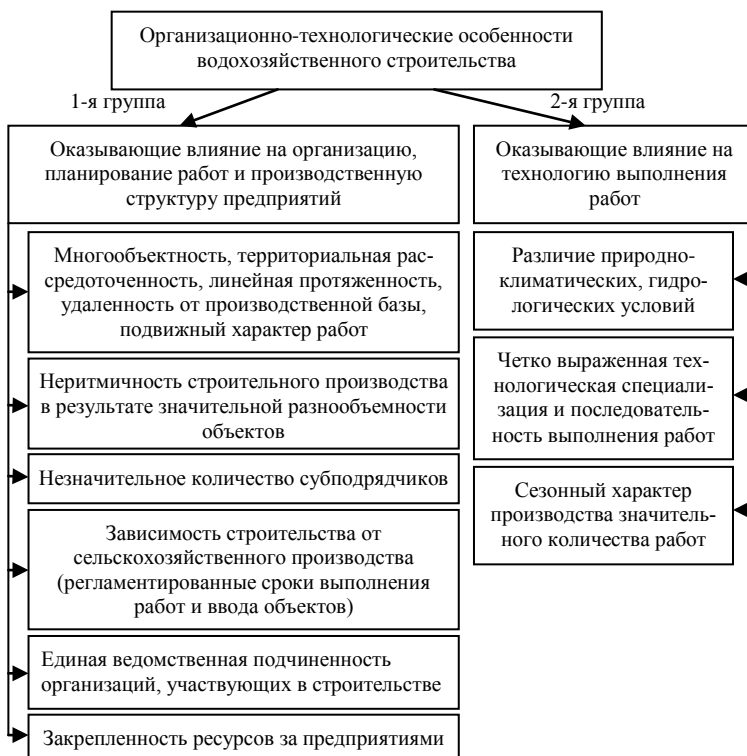 Организационно-технологические особенности
водохозяйственного строительства
1-я группа
2-я группа
Оказывающие влияние на организацию,
планирование работ и производственную
структуру предприятий
Многообъектность, территориальная рас-
средоточенность, линейная протяженность,
удаленность от производственной базы,
подвижный характер работ
Неритмичность строительного производства
в результате значительной разнообъемности
объектов
Незначительное количество субподрядчиков
Зависимость строительства от
сельскохозяйственного производства
(регламентированные сроки выполнения
работ и ввода объектов)
Единая ведомственная подчиненность
организаций, участвующих в строительстве
Закрепленность ресурсов за предприятиями
Оказывающие влияние на
технологию выполнения
работ
Различие природно-
климатических, гидро-
логических условий
Четко выраженная тех-
нологическая специали-
зация и последователь-
ность выполнения работ
Сезонный характер
производства значитель-
ного количества работ